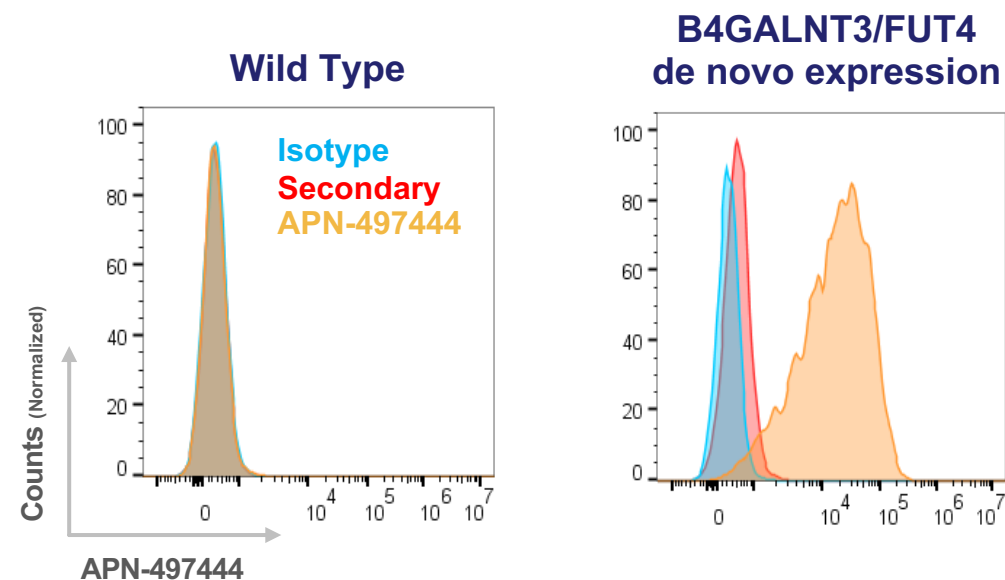 Wild Type
B4GALNT3/FUT4
de novo expression
Isotype
Secondary
APN-497444
100
80
60
40
20
0
0
10^4
10^5
10^6
10^7
100
80
60
40
20
0
0
10^4
10^5
10^6
10^7
Counts (Normalized)
APN-497444